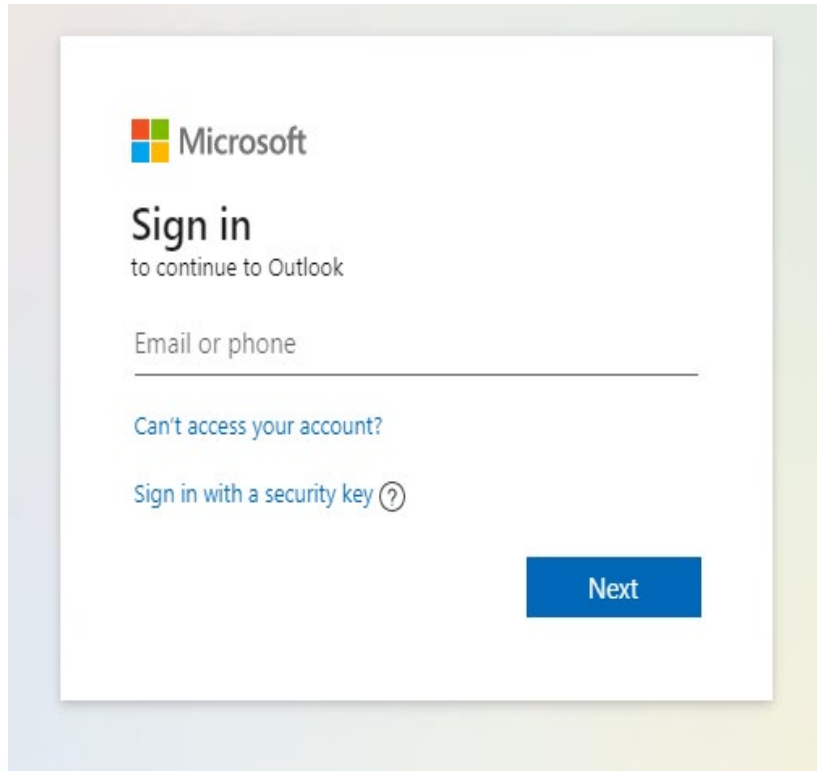 Microsoft
Sign in
to continue to Outlook
Email or phone
Can't access your account?
Sign in with a security key
Next